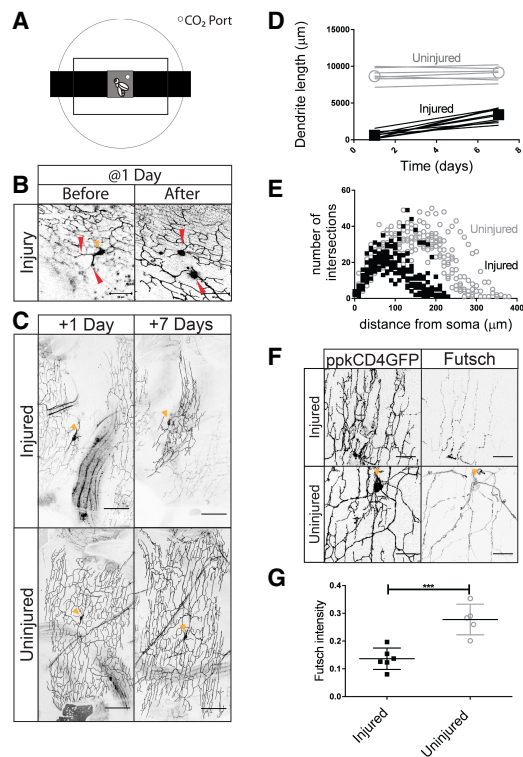 A
CO₂ Port
B
@1 Day
Before
After
Injury
C
+1 Day
+7 Days
Injured
Uninjured
D
Dendrite length (μm)
15000
10000
5000
0
Uninjured
Injured
0
2
4
6
8
Time (days)
E
number of
intersections
60
40
20
0
Uninjured
Injured
0
100
200
300
400
distance from soma (μm)
F
ppkCD4GFP
Futsch
Injured
Uninjured
G
Futsch intensity
0.4
0.3
0.2
0.1
0.0
***
Injured
Uninjured